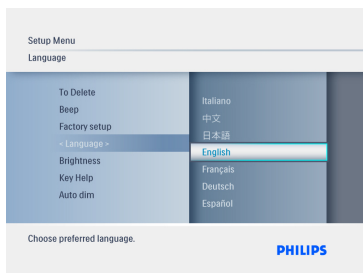 Setup Menu
Language
To Delete
Beep
Factory setup
< Language >
Brightness
Key Help
Auto dim
Italiano
中文
日本語
English
Français
Deutsch
Español
Choose preferred language.
PHILIPS